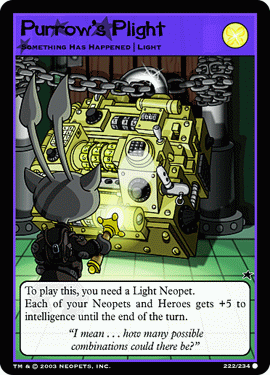 Purrow's Plight
Something Has Happened | Light
To play this, you need a Light Neopet.
Each of your Neopets and Heroes gets +5 to
intelligence until the end of the turn.
"I mean . . . how many possible
combinations could there be?"
TM & © 2003 NEOPETS, INC.
222/234